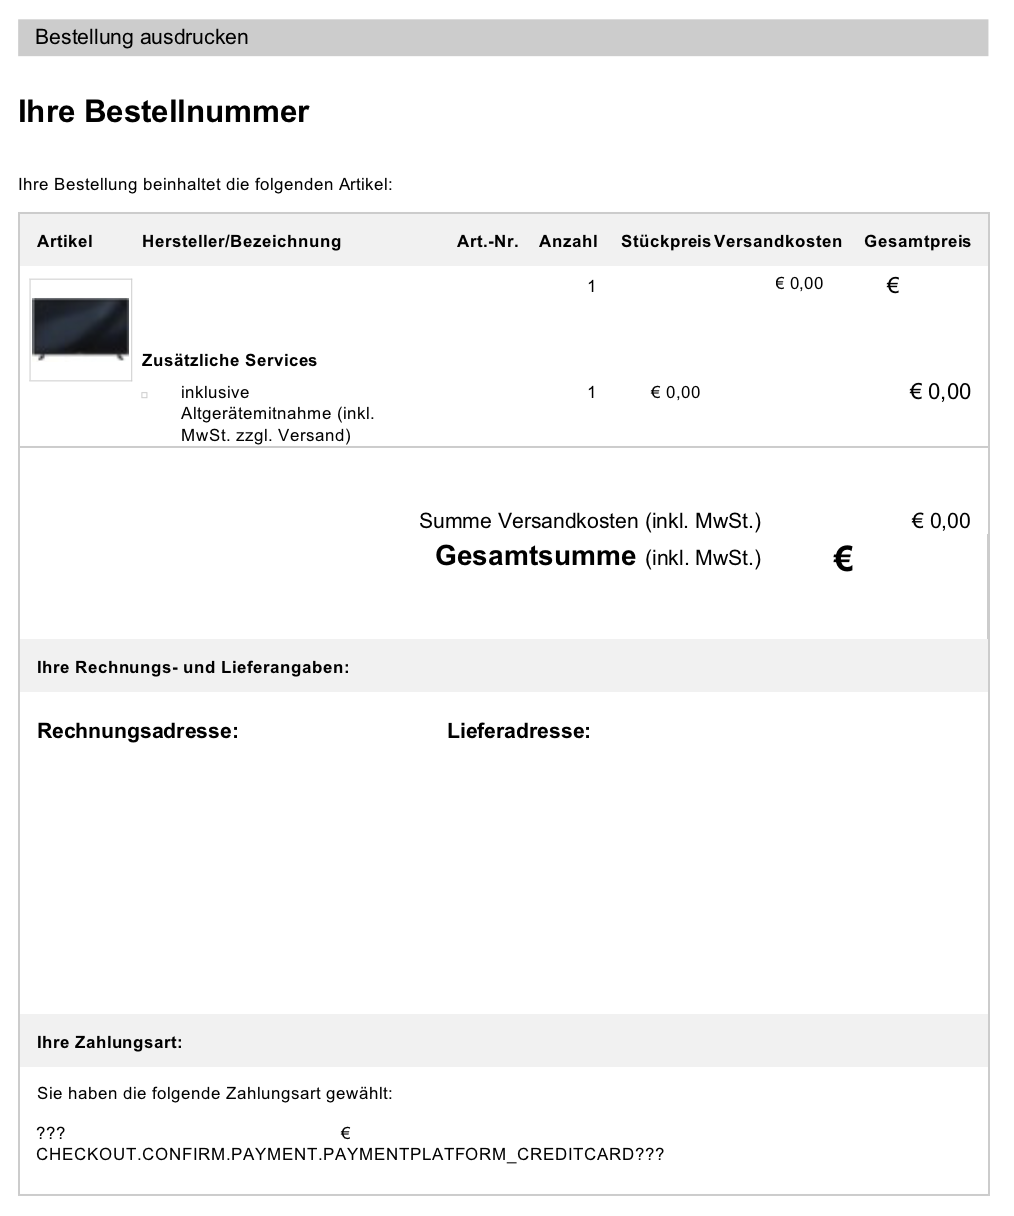 Bestellung ausdrucken
Ihre Bestellnummer
Ihre Bestellung beinhaltet die folgenden Artikel:
Artikel Hersteller/Bezeichnung Art.-Nr. Anzahl Stückpreis Versandkosten Gesamtpreis
1 € 0,00 €
Zusätzliche Services
inklusive 1 € 0,00 € 0,00
Altgerätemitnahme (inkl.
MwSt. zzgl. Versand)
Summe Versandkosten (inkl. MwSt.) € 0,00
Gesamtsumme (inkl. MwSt.) €
Ihre Rechnungs- und Lieferangaben:
Rechnungsadresse: Lieferadresse:
Ihre Zahlungsart:
Sie haben die folgende Zahlungsart gewählt:
??? €
CHECKOUT.CONFIRM.PAYMENT.PAYMENTPLATFORM_CREDITCARD???